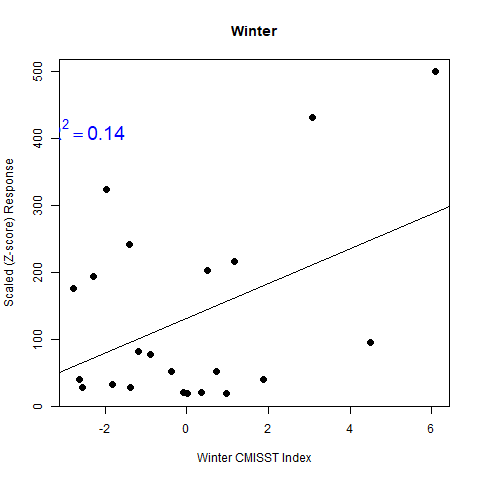 Winter
500
400
300
200
100
0
² = 0.14
Scaled (Z-score) Response
-2 0 2 4 6
Winter CMISST Index